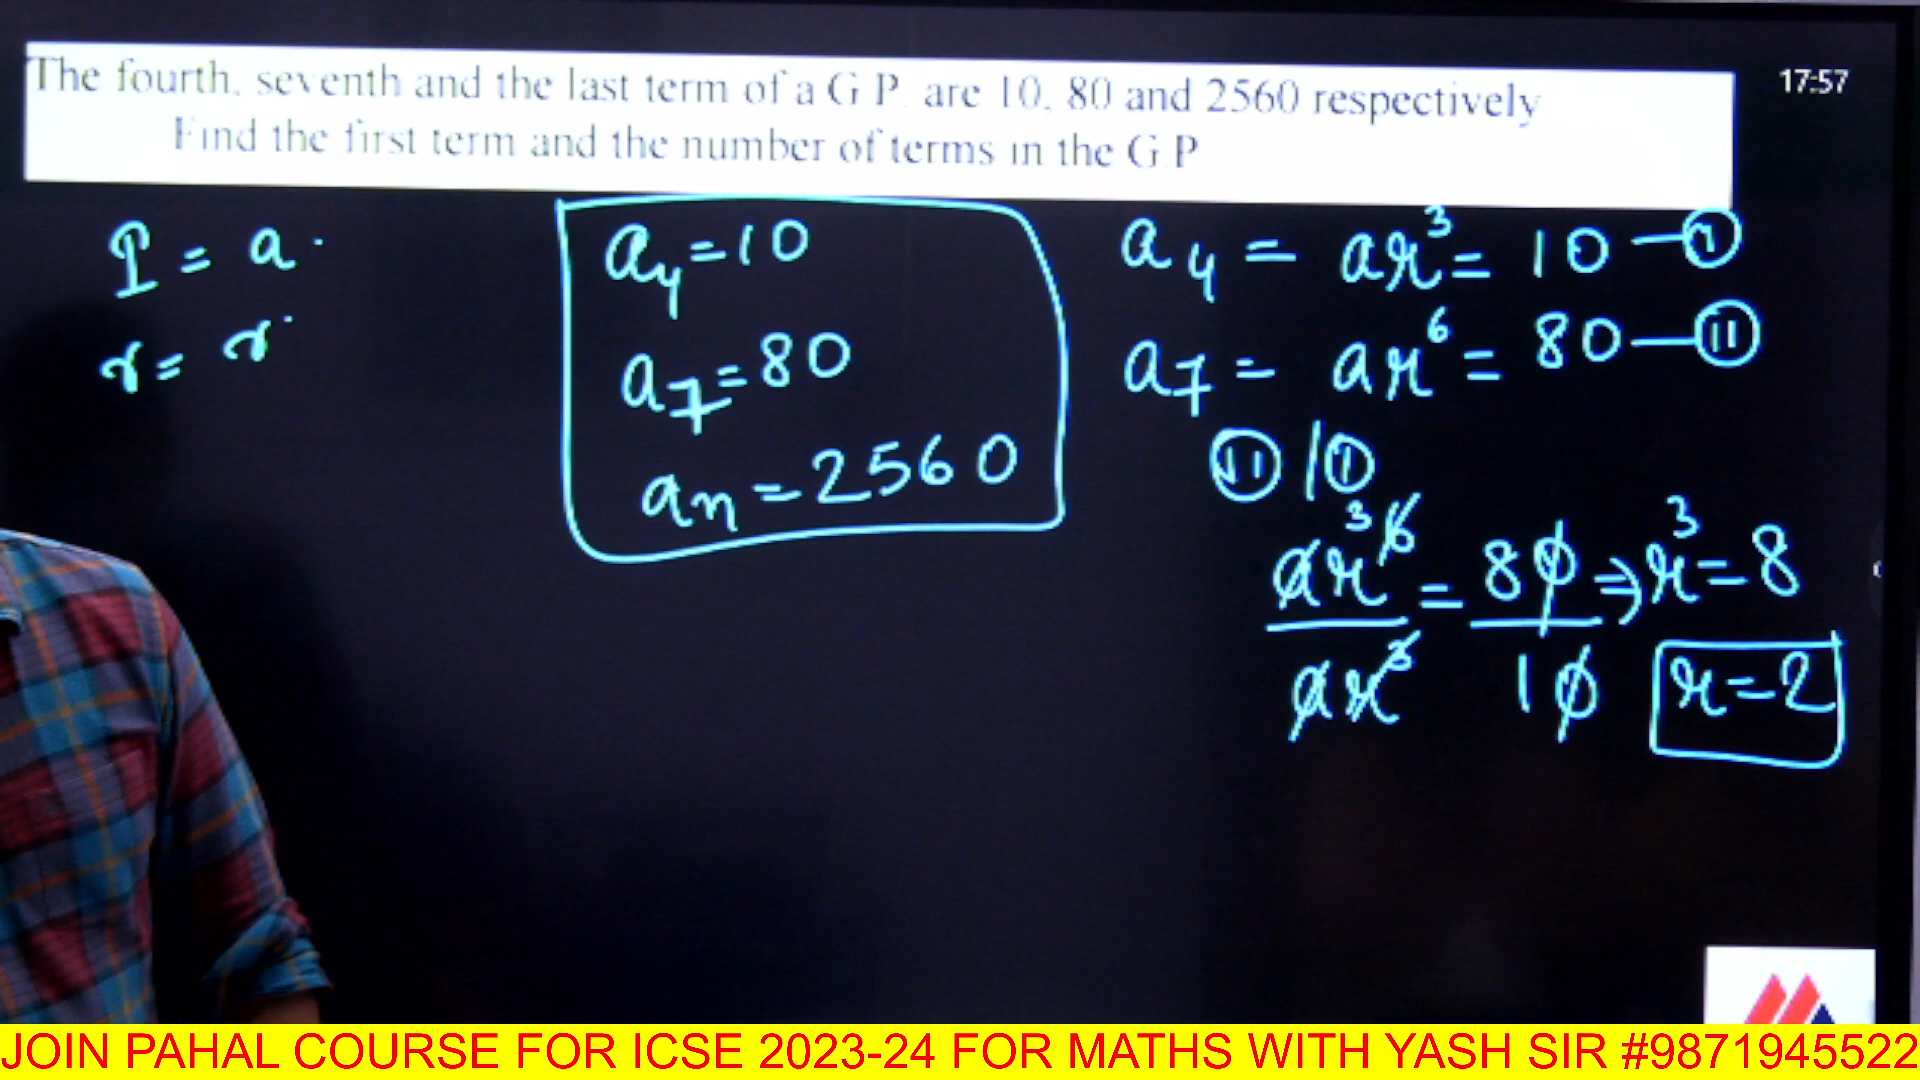 The fourth, seventh and the last term of a G P. are 10, 80 and 2560 respectively
Find the first term and the number of terms in the G.P
17:57
I = a.
r = r.
a₄ = 10
a₇ = 80
aₙ = 2560
a₄ = ar³ = 10 — Ⓘ
a₇ = ar⁶ = 80 — Ⓘ Ⓘ
II / I
ar⁶ ³ / ar³ = 80 / 10 ⇒ r³ = 8
r = 2
JOIN PAHAL COURSE FOR ICSE 2023-24 FOR MATHS WITH YASH SIR #9871945522